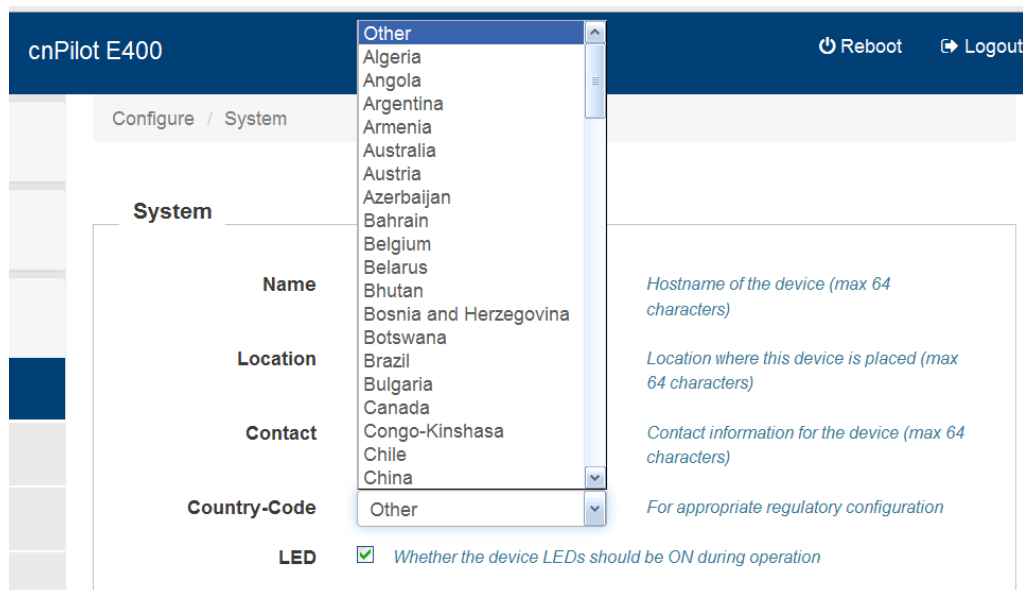 cnPilot E400
Reboot
Logout
Configure / System
System
Other
Algeria
Angola
Argentina
Armenia
Australia
Austria
Azerbaijan
Bahrain
Belgium
Belarus
Bhutan
Bosnia and Herzegovina
Botswana
Brazil
Bulgaria
Canada
Congo-Kinshasa
Chile
China
Name
Hostname of the device (max 64
characters)
Location
Location where this device is placed (max
64 characters)
Contact
Contact information for the device (max 64
characters)
Country-Code
Other
For appropriate regulatory configuration
LED
Whether the device LEDs should be ON during operation